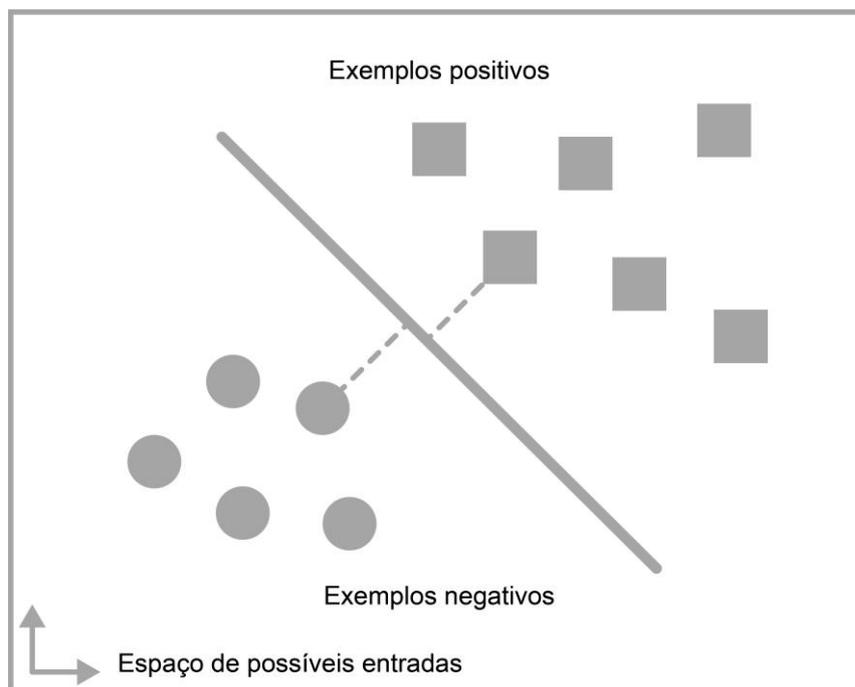 Exemplos positivos
Exemplos negativos
Espaço de possíveis entradas